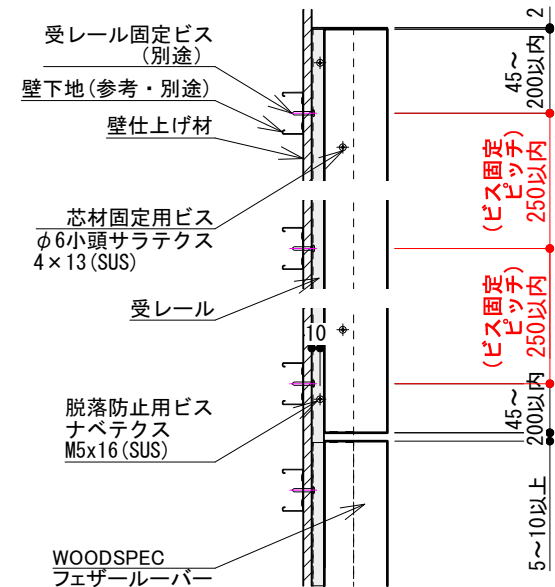 受レール固定ビス
(別途)
壁下地(参考・別途)
壁仕上げ材
芯材固定用ビス
φ6小頭サラテクス
4×13(SUS)
受レール
10
脱落防止用ビス
ナベテクス
M5x16(SUS)
WOODSPEC
フェザールーバー
2
45～
200以内
(ビス固定
ピッチ)
250以内
(ビス固定
ピッチ)
250以内
45～
200以内
5～10以上